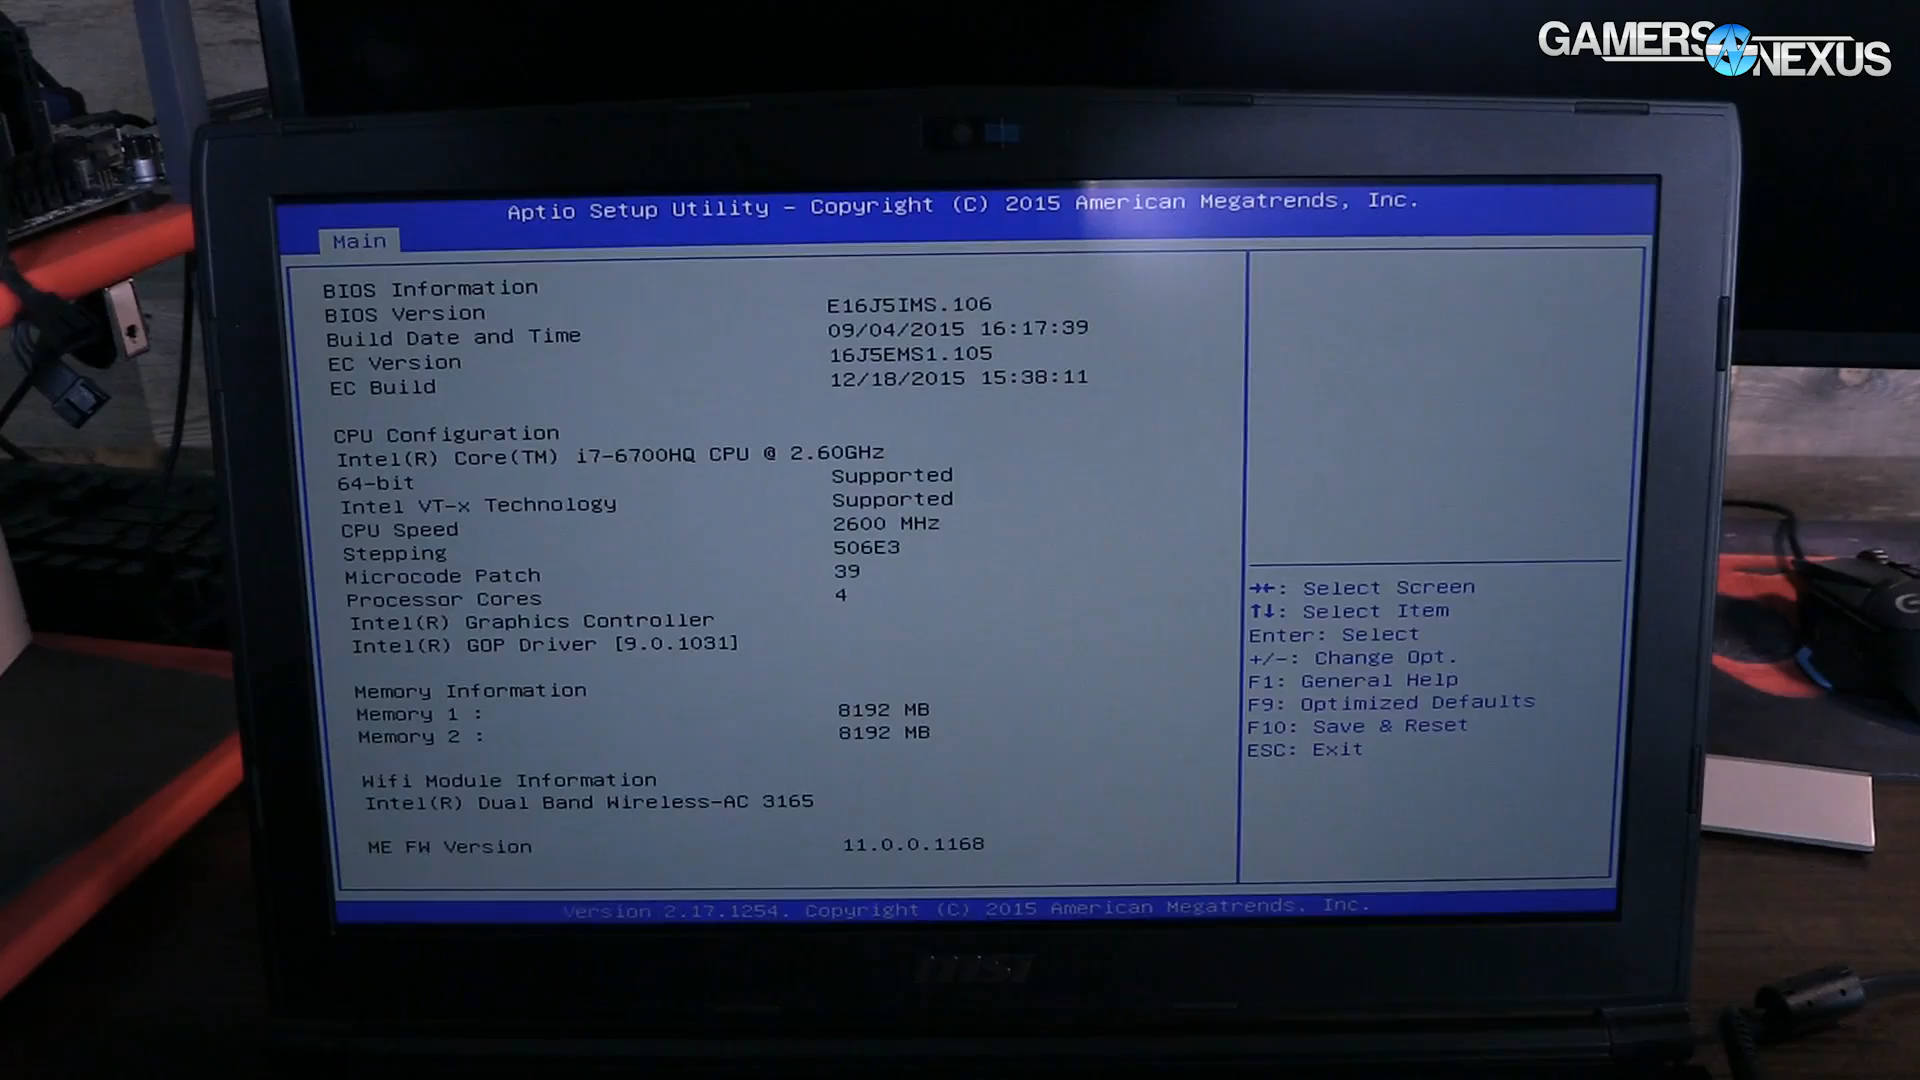 GAMERS NEXUS
Aptio Setup Utility – Copyright (C) 2015 American Megatrends, Inc.
Main
BIOS Information
BIOS Version E16J5IMS.106
Build Date and Time 09/04/2015 16:17:39
EC Version 16J5EMS1.105
EC Build 12/18/2015 15:38:11
CPU Configuration
Intel(R) Core(TM) i7-6700HQ CPU @ 2.60GHz
64-bit Supported
Intel VT-x Technology Supported
CPU Speed 2600 MHz
Stepping 506E3
Microcode Patch 39
Processor Cores 4
Intel(R) Graphics Controller
Intel(R) GOP Driver [9.0.1031]
Memory Information
Memory 1 : 8192 MB
Memory 2 : 8192 MB
Wifi Module Information
Intel(R) Dual Band Wireless-AC 3165
ME FW Version 11.0.0.1168
→←: Select Screen
↑↓: Select Item
Enter: Select
+/-: Change Opt.
F1: General Help
F9: Optimized Defaults
F10: Save & Reset
ESC: Exit
Version 2.17.1254. Copyright (C) 2015 American Megatrends, Inc.
msi